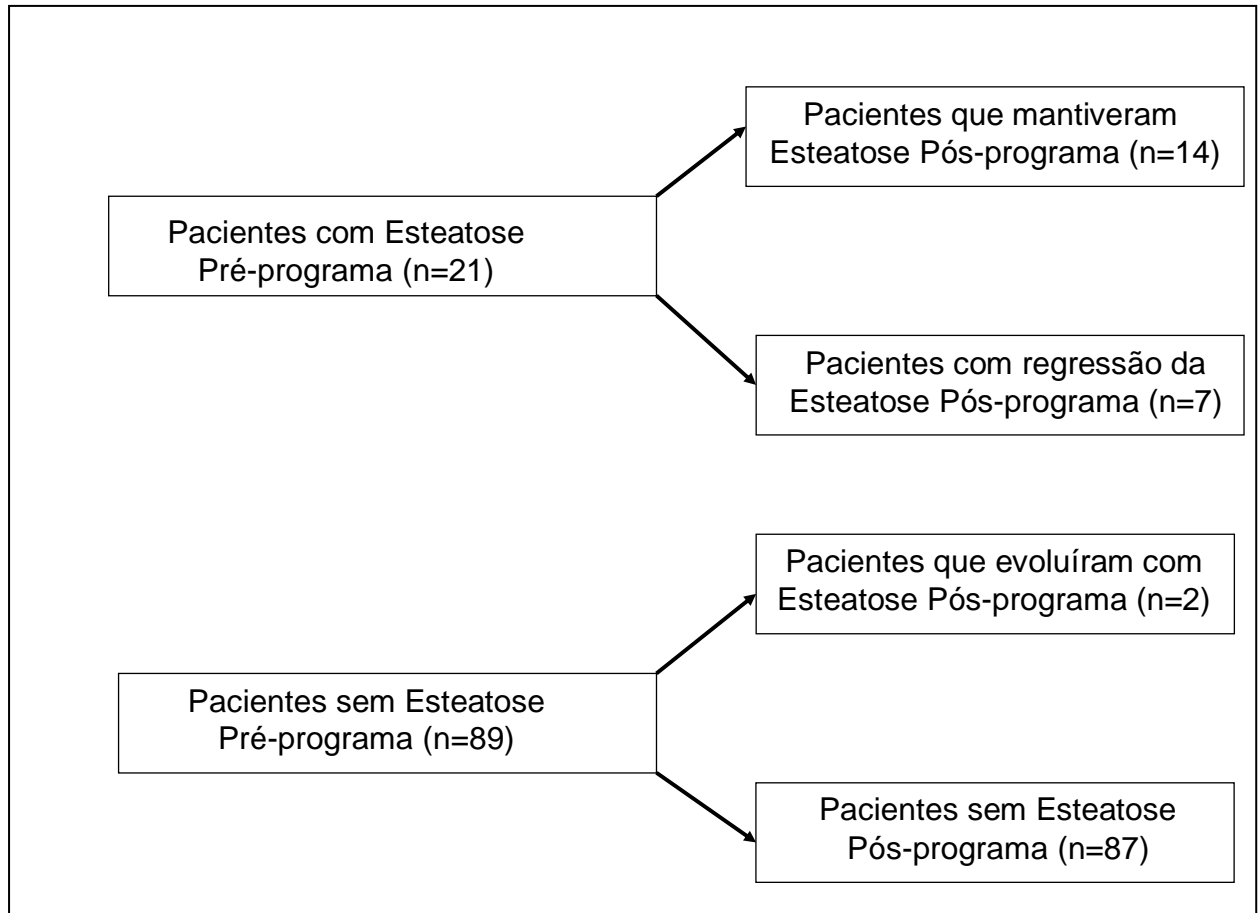 Pacientes que mantiveram
Esteatose Pós-programa (n=14)
Pacientes com Esteatose
Pré-programa (n=21)
Pacientes com regressão da
Esteatose Pós-programa (n=7)
Pacientes que evoluíram com
Esteatose Pós-programa (n=2)
Pacientes sem Esteatose
Pré-programa (n=89)
Pacientes sem Esteatose
Pós-programa (n=87)